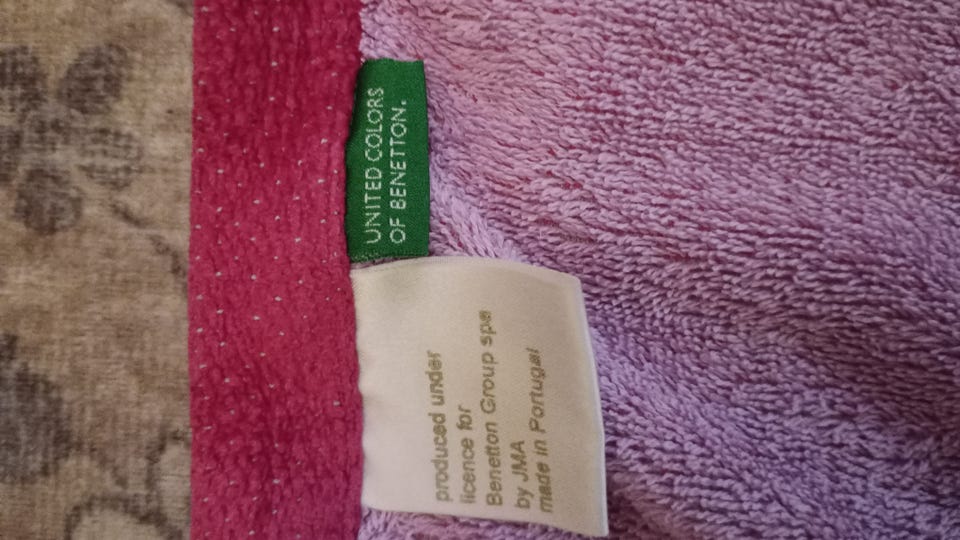 UNITED COLORS
OF BENETTON.
produced under
licence for
Benetton Group spa
by JMA
made in Portugal